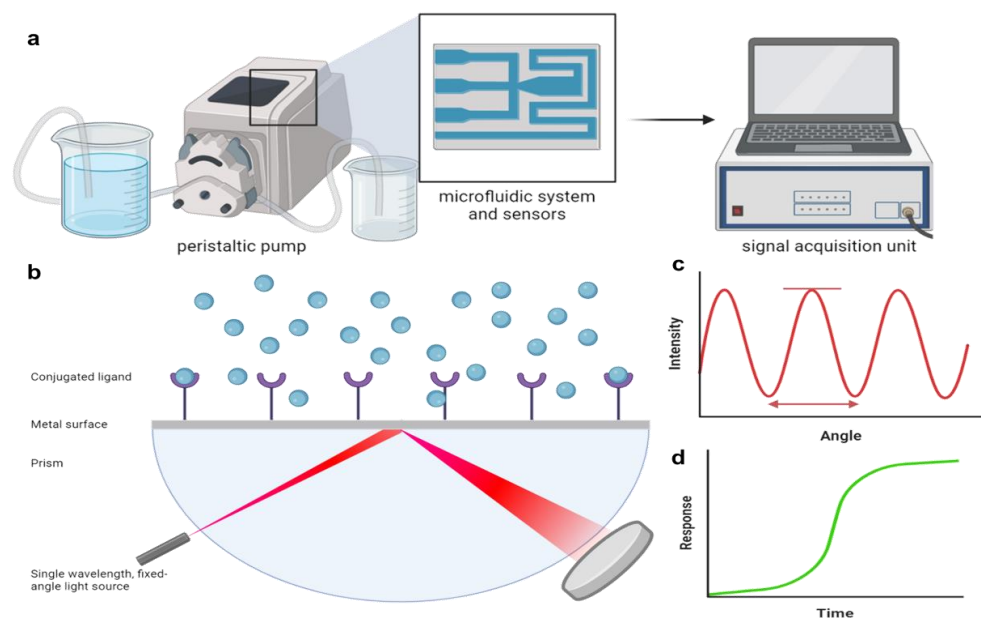 a
peristaltic pump
microfluidic system
and sensors
signal acquisition unit
b
Conjugated ligand
Metal surface
Prism
Single wavelength, fixed-
angle light source
c
Intensity
Angle
d
Response
Time